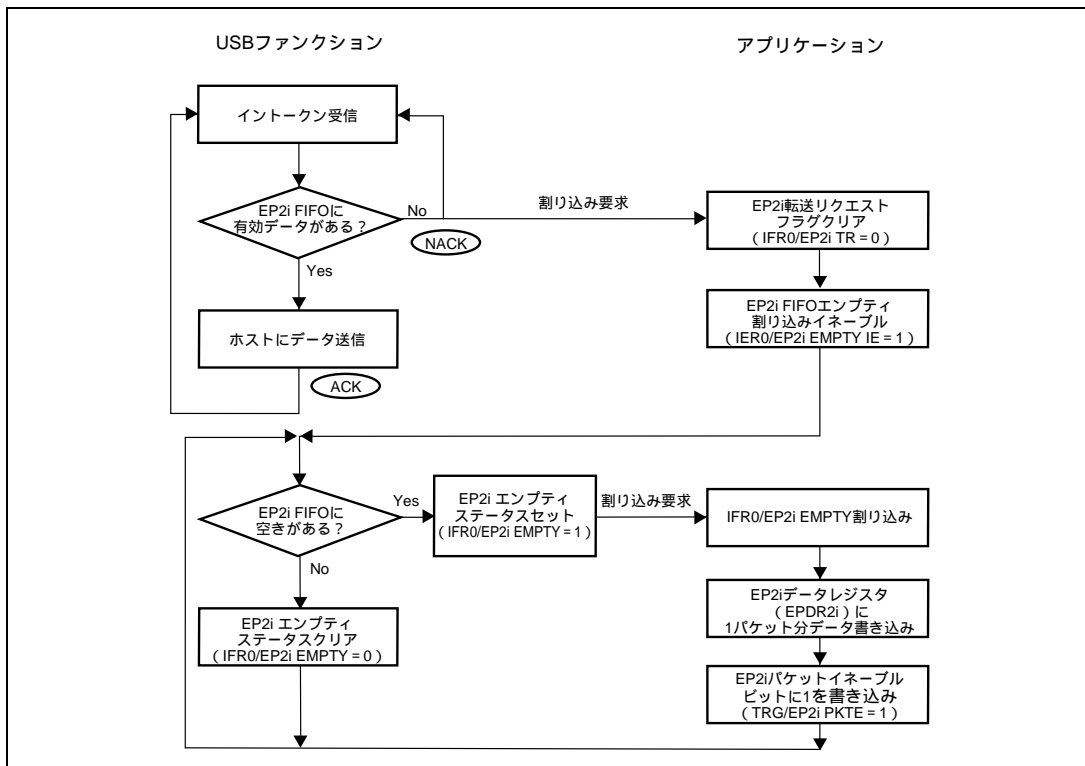 USBファンクション
アプリケーション
イントークン受信
EP2i FIFOに
有効データがある？
No
NACK
Yes
割り込み要求
EP2i転送リクエスト
フラグクリア
（IFR0/EP2i TR = 0）
ホストにデータ送信
ACK
EP2i FIFOエンプティ
割り込みイネーブル
（IER0/EP2i EMPTY IE = 1）
EP2i FIFOに
空きがある？
Yes
No
EP2i エンプティ
ステータスセット
（IFR0/EP2i EMPTY = 1）
割り込み要求
IFR0/EP2i EMPTY割り込み
EP2i エンプティ
ステータスクリア
（IFR0/EP2i EMPTY = 0）
EP2iデータレジスタ
（EPDR2i）に
1パケット分データ書き込み
EP2iパケットイネーブル
ビットに1を書き込み
（TRG/EP2i PKTE = 1）